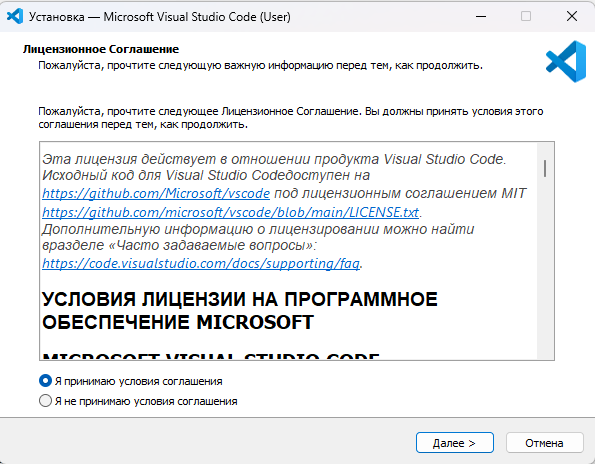 Установка — Microsoft Visual Studio Code (User)
Лицензионное Соглашение
Пожалуйста, прочтите следующую важную информацию перед тем, как продолжить.
Пожалуйста, прочтите следующее Лицензионное Соглашение. Вы должны принять условия этого
соглашения перед тем, как продолжить.
Эта лицензия действует в отношении продукта Visual Studio Code.
Исходный код для Visual Studio Codeдоступен на
https://github.com/Microsoft/vscode под лицензионным соглашением MIT
https://github.com/microsoft/vscode/blob/main/LICENSE.txt.
Дополнительную информацию о лицензировании можно найти
вразделе «Часто задаваемые вопросы»:
https://code.visualstudio.com/docs/supporting/faq.
УСЛОВИЯ ЛИЦЕНЗИИ НА ПРОГРАММНОЕ
ОБЕСПЕЧЕНИЕ MICROSOFT
MICROSOFT VISUAL STUDIO CODE
Я принимаю условия соглашения
Я не принимаю условия соглашения
Далее >
Отмена